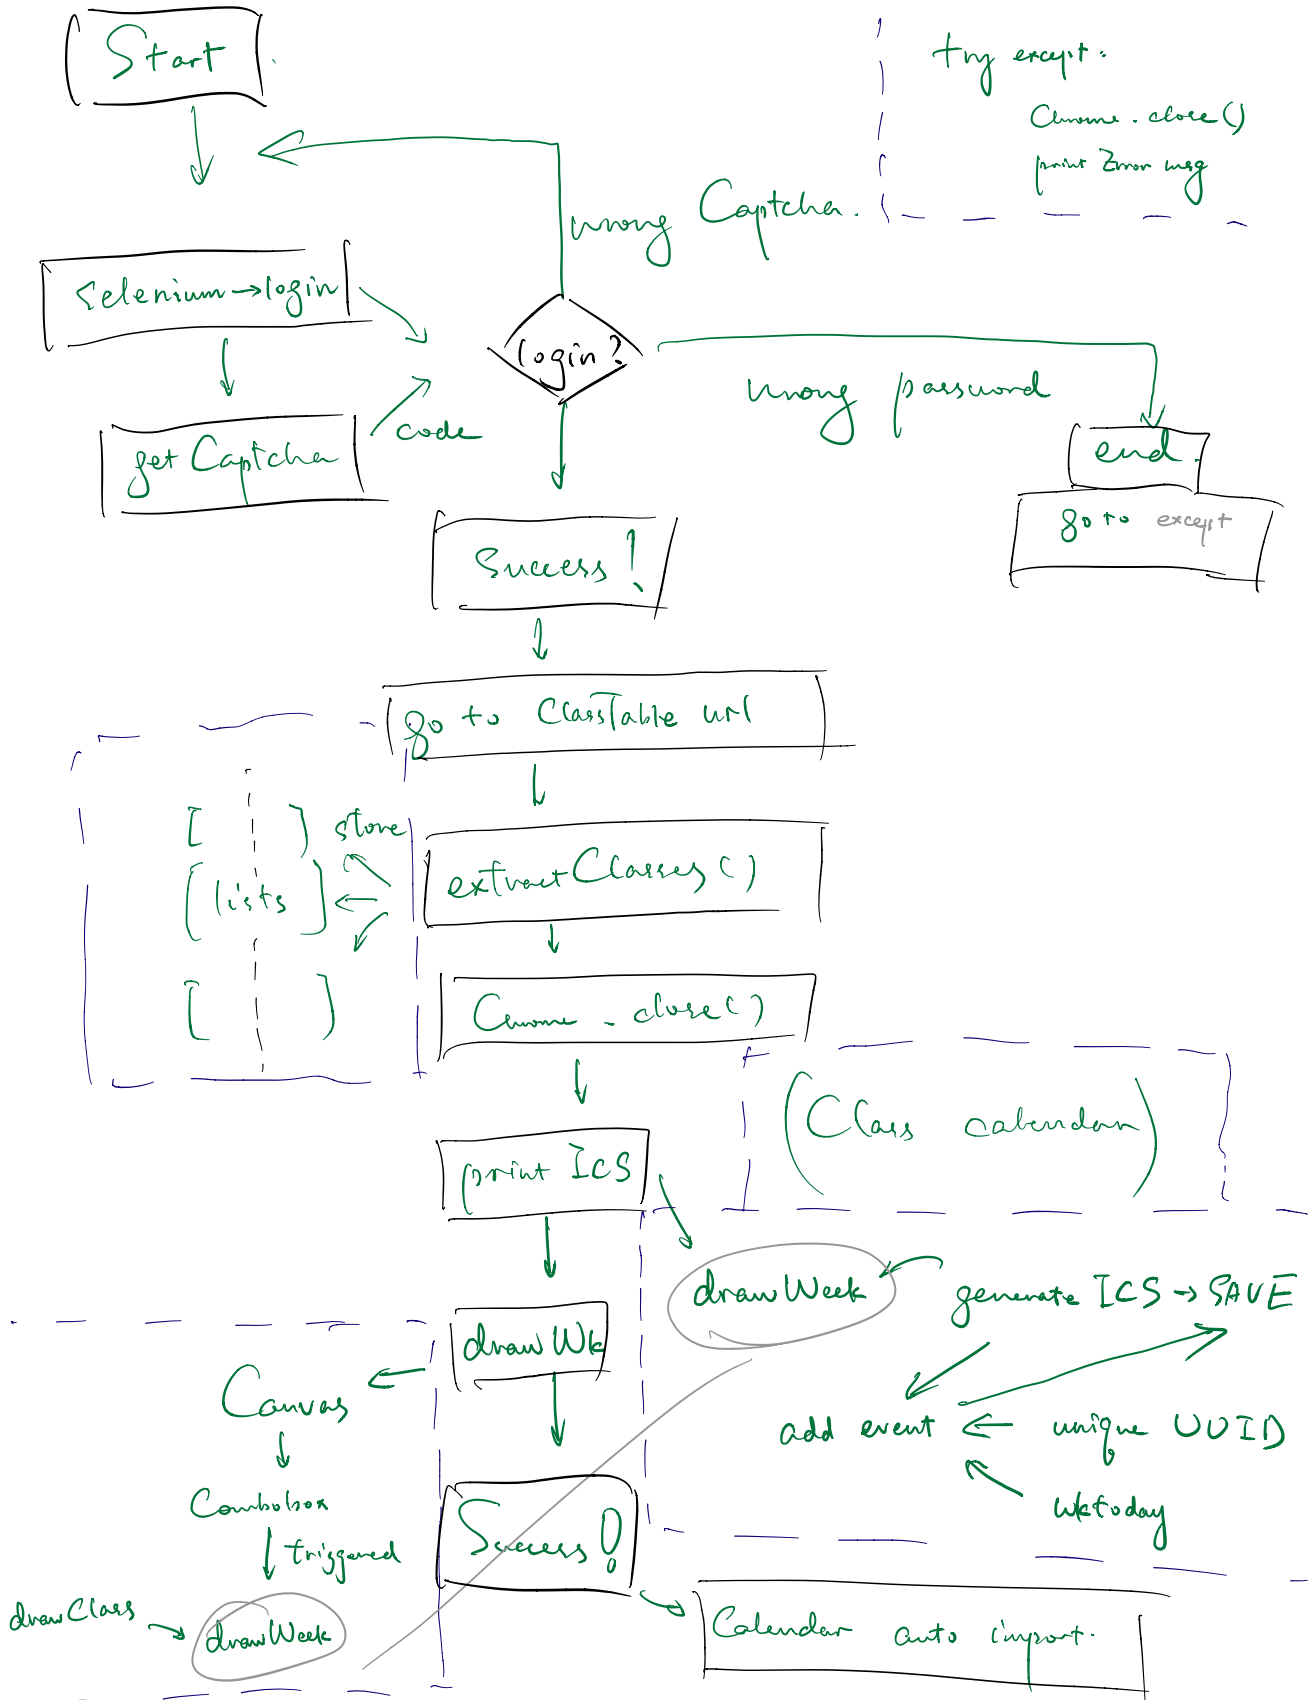 Start
try except:
Chrome.close()
print Error msg
wrong Captcha.
selenium→login
login?
wrong password
code
get Captcha
end.
go to except
Success!
go to ClassTable url
store
[ ]
[ lists ]
[ ]
extractClasses()
Chrome.close()
(Class calendar)
print ICS
drawWeek
generate ICS → SAVE
drawWk
Canvas
add event
unique UUID
Combobox
wktoday
triggered
Success!
drawClass
drawWeek
Calendar auto import.